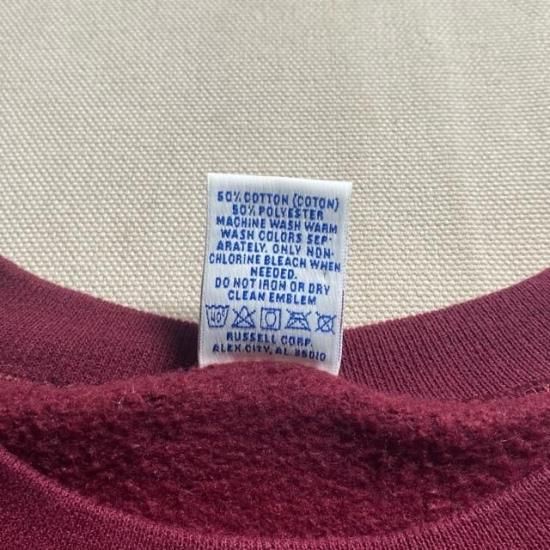 50% COTTON (COTON)
50% POLYESTER
MACHINE WASH WARM
WASH COLORS SEP-
ARATELY. ONLY NON-
CHLORINE BLEACH WHEN
NEEDED.
DO NOT IRON OR DRY
CLEAN EMBLEM
40°
RUSSELL CORP.
ALEX CITY, AL. 35010